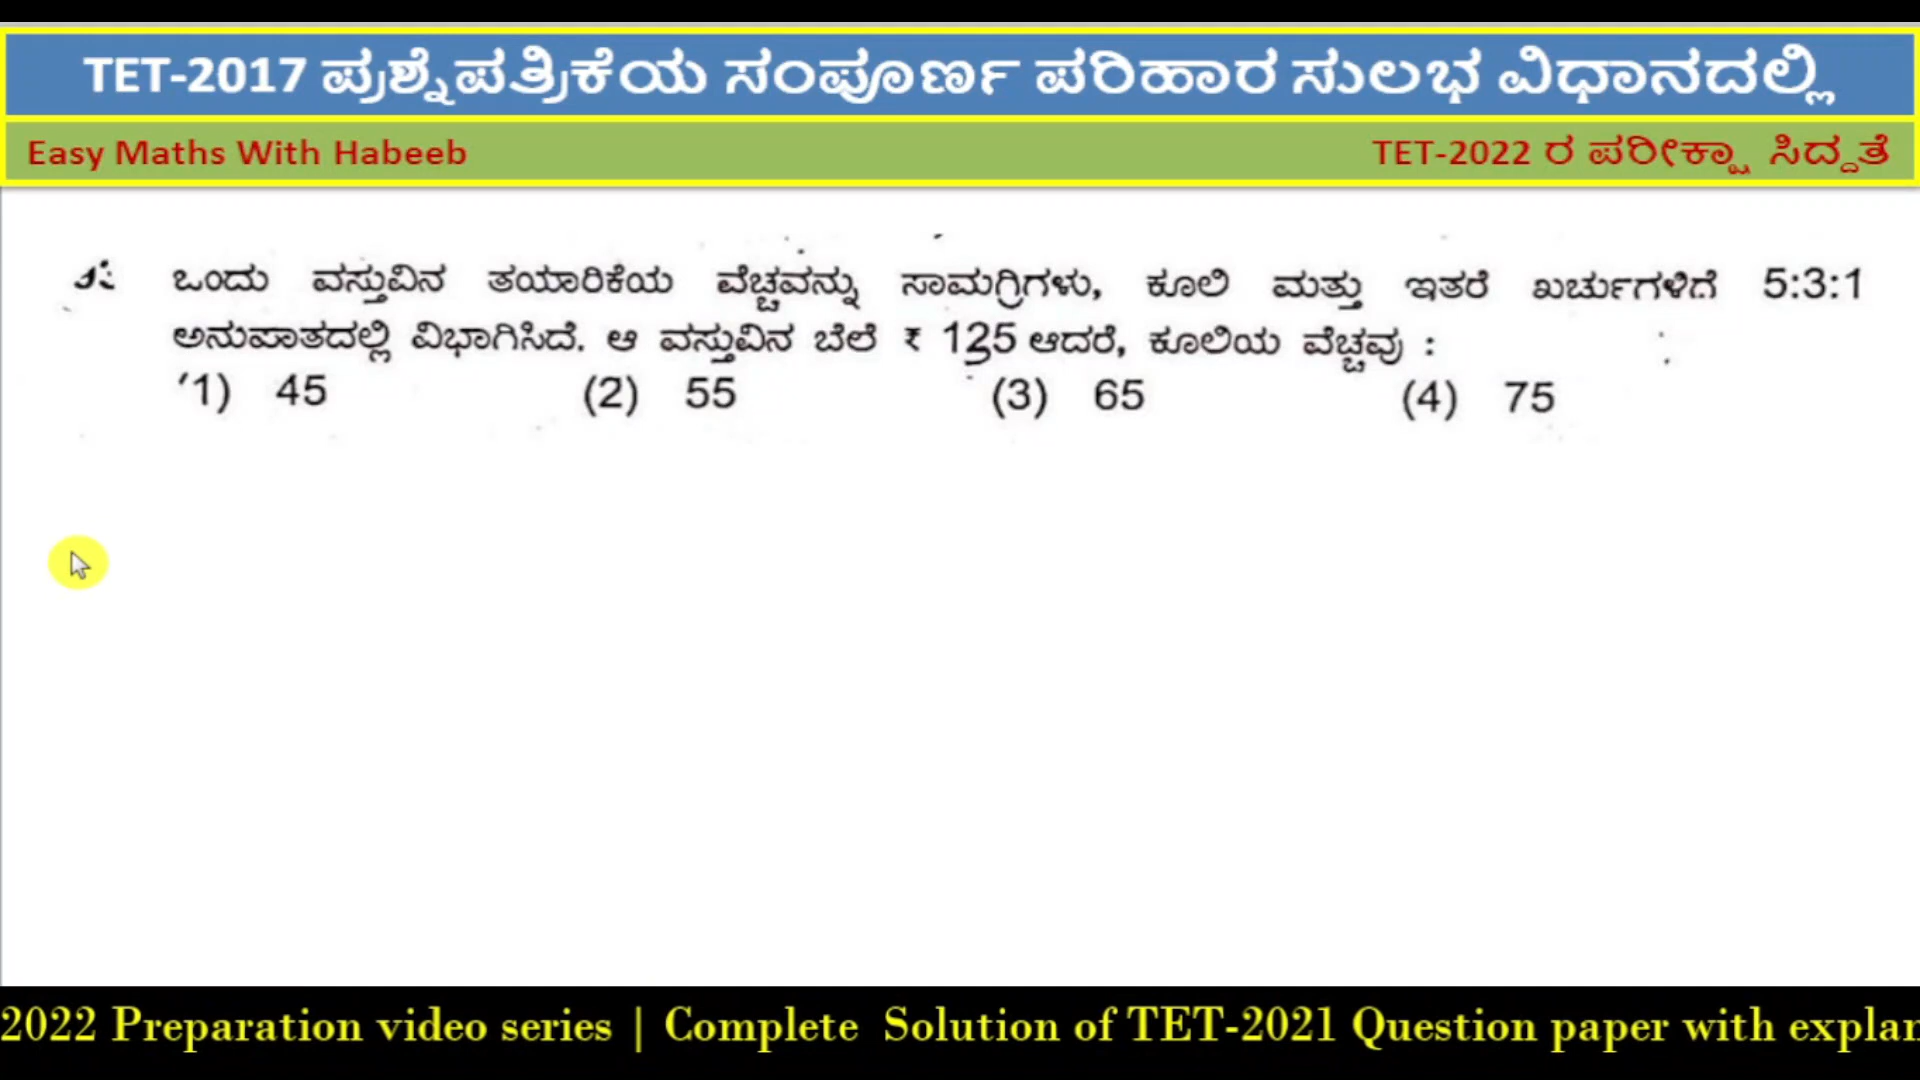 TET-2017 ಪ್ರಶ್ನೆಪತ್ರಿಕೆಯ ಸಂಪೂರ್ಣ ಪರಿಹಾರ ಸುಲಭ ವಿಧಾನದಲ್ಲಿ
Easy Maths With Habeeb
TET-2022 ರ ಪರೀಕ್ಷಾ ಸಿದ್ದತೆ
ಒಂದು ವಸ್ತುವಿನ ತಯಾರಿಕೆಯ ವೆಚ್ಚವನ್ನು ಸಾಮಗ್ರಿಗಳು, ಕೂಲಿ ಮತ್ತು ಇತರೆ ಖರ್ಚುಗಳಿಗೆ 5:3:1
ಅನುಪಾತದಲ್ಲಿ ವಿಭಾಗಿಸಿದೆ. ಆ ವಸ್ತುವಿನ ಬೆಲೆ ₹ 125 ಆದರೆ, ಕೂಲಿಯ ವೆಚ್ಚವು :
1) 45 (2) 55 (3) 65 (4) 75
2022 Preparation video series | Complete Solution of TET-2021 Question paper with explan